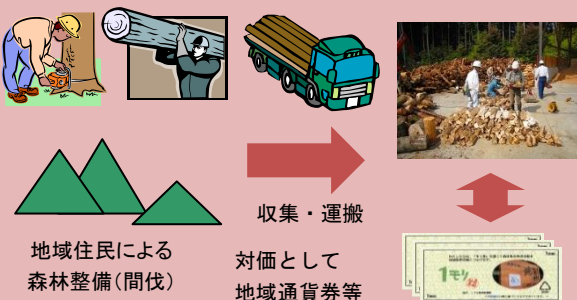 収集・運搬
地域住民による
森林整備(間伐)
対価として
地域通貨券等
1モリ